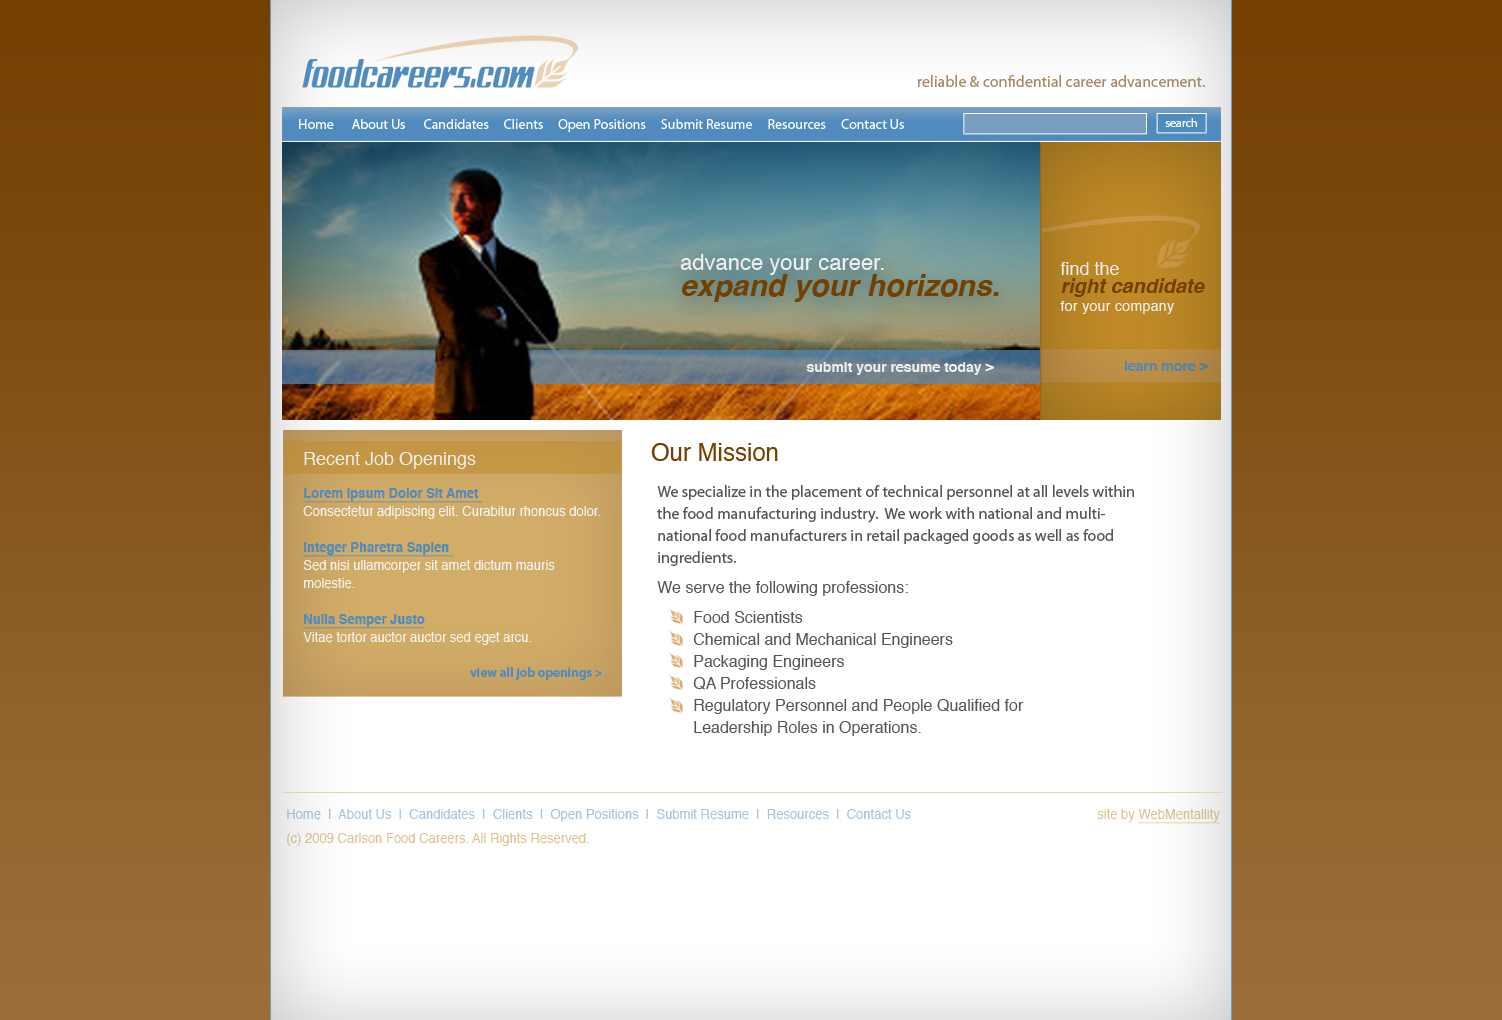 foodcareers.com
reliable & confidential career advancement.
Home About Us Candidates Clients Open Positions Submit Resume Resources Contact Us search
advance your career.
expand your horizons.
submit your resume today >
find the
right candidate
for your company
learn more >
Recent Job Openings
Lorem Ipsum Dolor Sit Amet
Consectetur adipiscing elit. Curabitur rhoncus dolor.
Integer Pharetra Sapien
Sed nisi ullamcorper sit amet dictum mauris
molestie.
Nulla Semper Justo
Vitae tortor auctor auctor sed eget arcu.
view all job openings >
Our Mission
We specialize in the placement of technical personnel at all levels within
the food manufacturing industry. We work with national and multi-
national food manufacturers in retail packaged goods as well as food
ingredients.
We serve the following professions:
Food Scientists
Chemical and Mechanical Engineers
Packaging Engineers
QA Professionals
Regulatory Personnel and People Qualified for
Leadership Roles in Operations.
Home | About Us | Candidates | Clients | Open Positions | Submit Resume | Resources | Contact Us
site by WebMentallity
(c) 2009 Carlson Food Careers. All Rights Reserved.